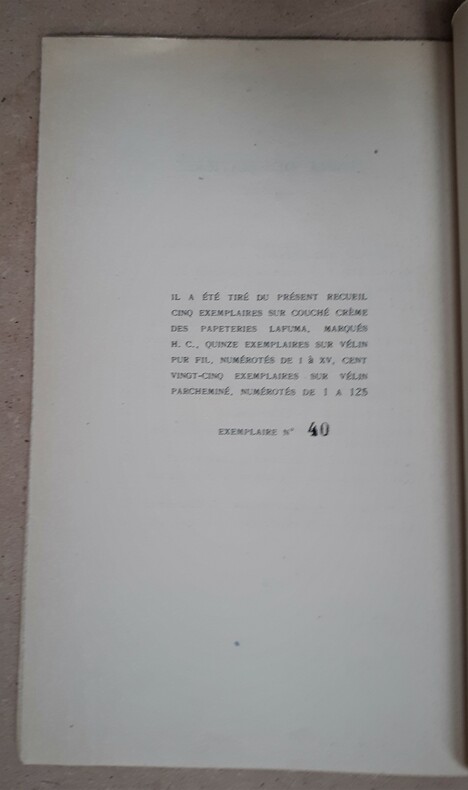 IL A ÉTÉ TIRÉ DU PRÉSENT RECUEIL
CINQ EXEMPLAIRES SUR COUCHÉ CRÈME
DES PAPETERIES LAFUMA, MARQUÉS
H. C., QUINZE EXEMPLAIRES SUR VÉLIN
PUR FIL, NUMÉROTÉS DE I à XV, CENT
VINGT-CINQ EXEMPLAIRES SUR VÉLIN
PARCHEMINÉ, NUMÉROTÉS DE 1 A 125
EXEMPLAIRE N° 40